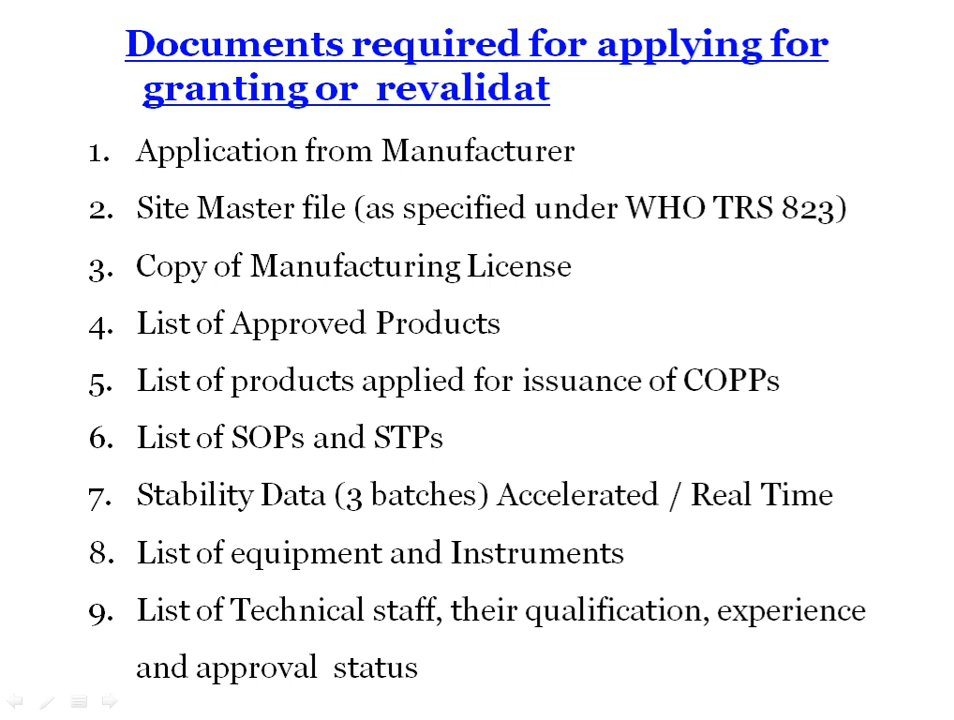 Documents required for applying for
granting or revalidat
1. Application from Manufacturer
2. Site Master file (as specified under WHO TRS 823)
3. Copy of Manufacturing License
4. List of Approved Products
5. List of products applied for issuance of COPPs
6. List of SOPs and STPs
7. Stability Data (3 batches) Accelerated / Real Time
8. List of equipment and Instruments
9. List of Technical staff, their qualification, experience
and approval status